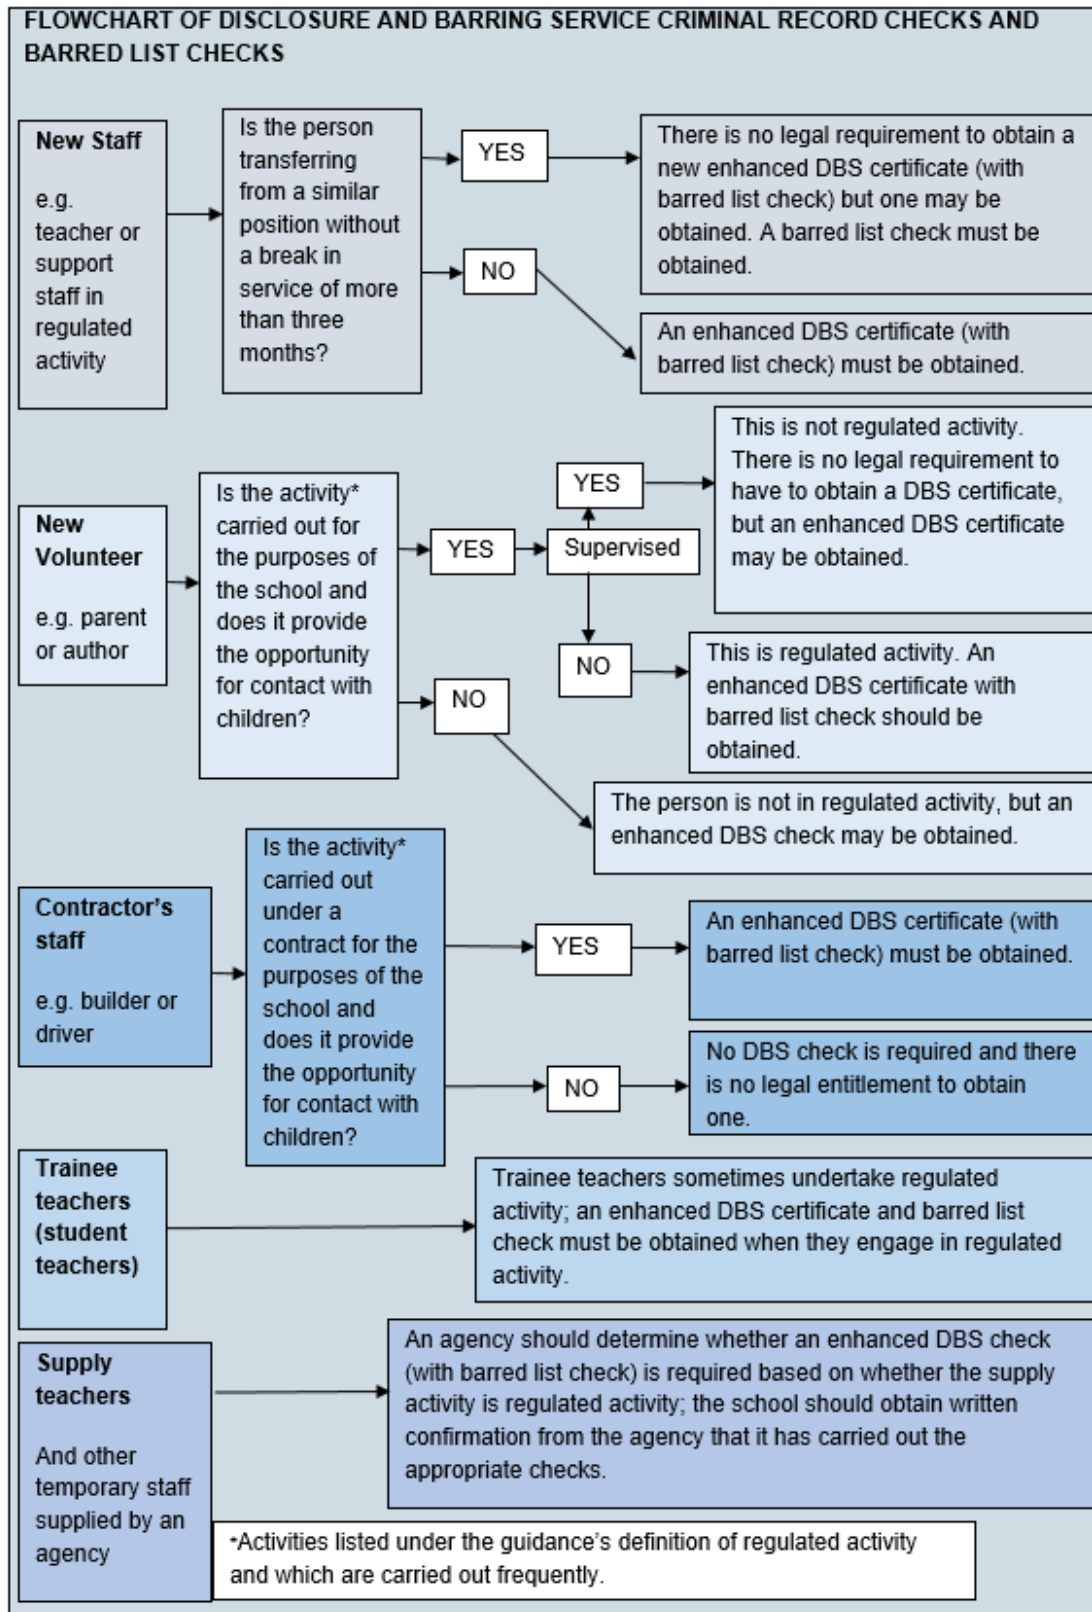 FLOWCHART OF DISCLOSURE AND BARRING SERVICE CRIMINAL RECORD CHECKS AND
BARRED LIST CHECKS
New Staff
e.g.
teacher or
support
staff in
regulated
activity
Is the person
transferring
from a similar
position without
a break in
service of more
than three
months?
YES
There is no legal requirement to obtain a
new enhanced DBS certificate (with
barred list check) but one may be
obtained. A barred list check must be
obtained.
NO
An enhanced DBS certificate (with
barred list check) must be obtained.
New
Volunteer
e.g. parent
or author
Is the activity*
carried out for
the purposes of
the school and
does it provide
the opportunity
for contact with
children?
YES
Supervised
YES
This is not regulated activity.
There is no legal requirement to
have to obtain a DBS certificate,
but an enhanced DBS certificate
may be obtained.
NO
This is regulated activity. An
enhanced DBS certificate with
barred list check should be
obtained.
NO
The person is not in regulated activity, but an
enhanced DBS check may be obtained.
Contractor's
staff
e.g. builder or
driver
Is the activity*
carried out
under a
contract for the
purposes of the
school and
does it provide
the opportunity
for contact with
children?
YES
An enhanced DBS certificate (with
barred list check) must be obtained.
NO
No DBS check is required and there
is no legal entitlement to obtain
one.
Trainee
teachers
(student
teachers)
Trainee teachers sometimes undertake regulated
activity; an enhanced DBS certificate and barred list
check must be obtained when they engage in regulated
activity.
Supply
teachers
And other
temporary staff
supplied by an
agency
An agency should determine whether an enhanced DBS check
(with barred list check) is required based on whether the supply
activity is regulated activity; the school should obtain written
confirmation from the agency that it has carried out the
appropriate checks.
*Activities listed under the guidance's definition of regulated activity
and which are carried out frequently.